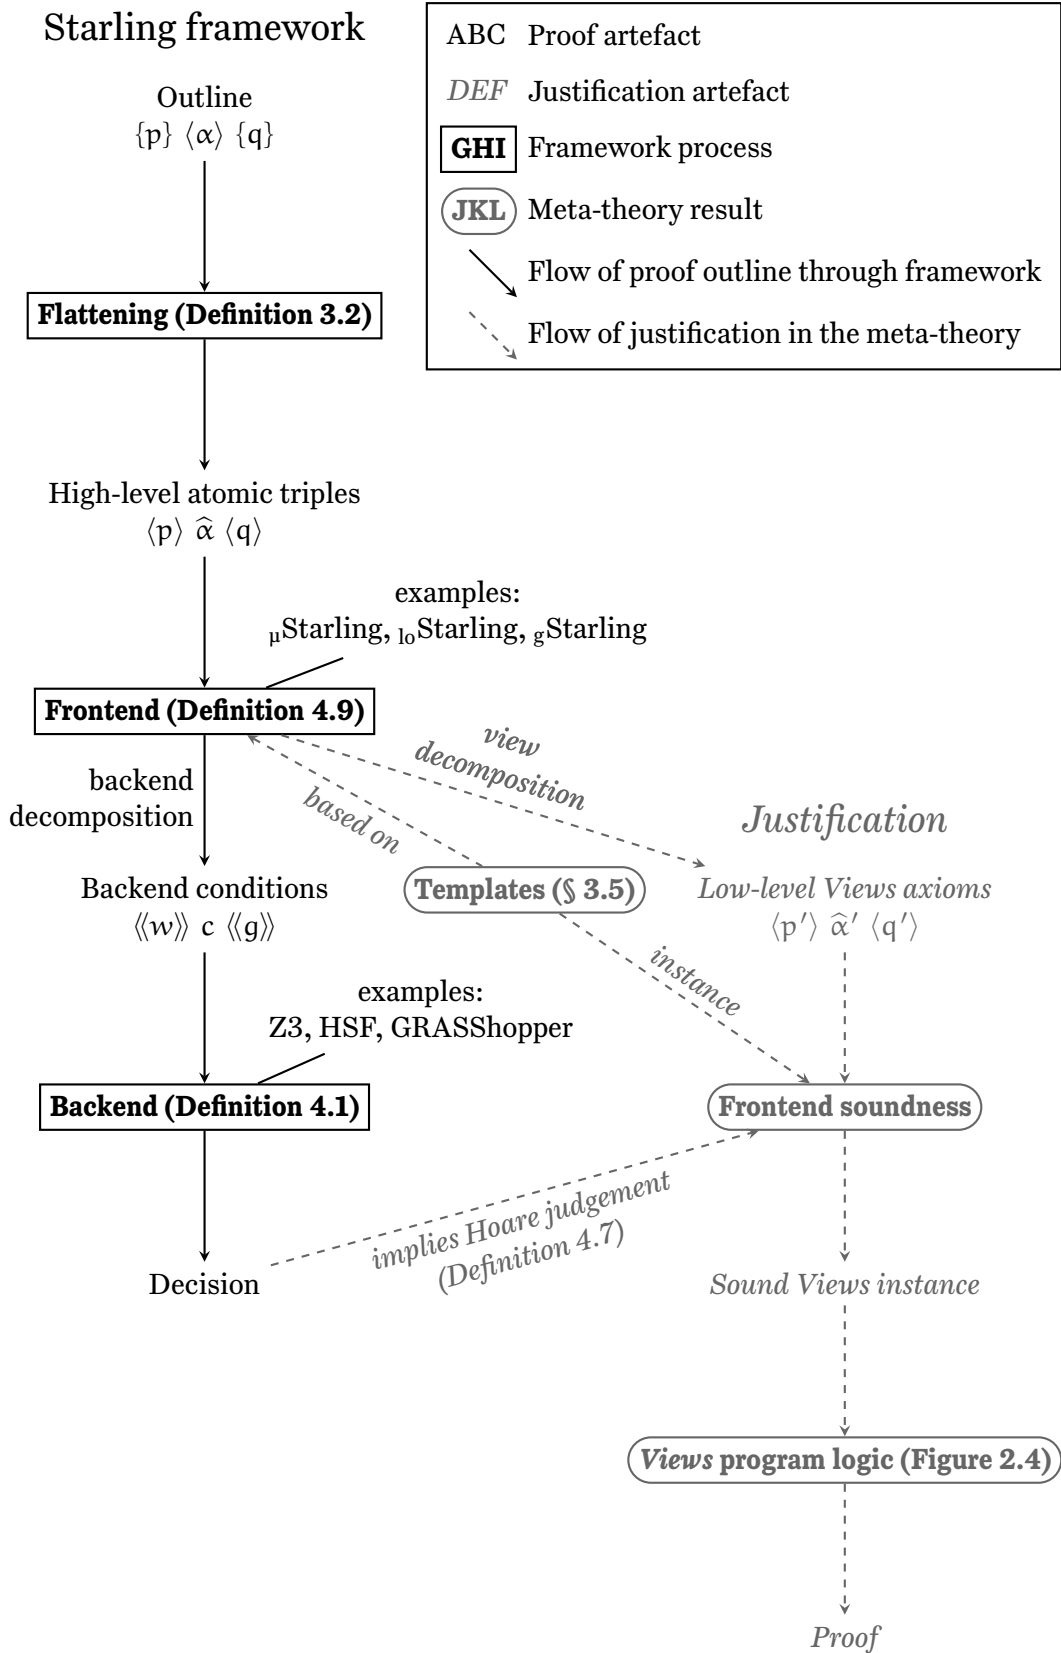 Starling framework
ABC Proof artefact
DEF Justification artefact
GHI Framework process
JKL Meta-theory result
Flow of proof outline through framework
Flow of justification in the meta-theory
Outline
{p} ⟨α⟩ {q}
Flattening (Definition 3.2)
High-level atomic triples
⟨p⟩ α̂ ⟨q⟩
examples:
μStarling, loStarling, gStarling
Frontend (Definition 4.9)
view
decomposition
based on
backend
decomposition
Justification
Backend conditions
⟨⟨w⟩⟩ c ⟨⟨g⟩⟩
Templates (§ 3.5)
Low-level Views axioms
⟨p′⟩ α̂′ ⟨q′⟩
instance
examples:
Z3, HSF, GRASShopper
Backend (Definition 4.1)
Frontend soundness
implies Hoare judgement
(Definition 4.7)
Decision
Sound Views instance
Views program logic (Figure 2.4)
Proof